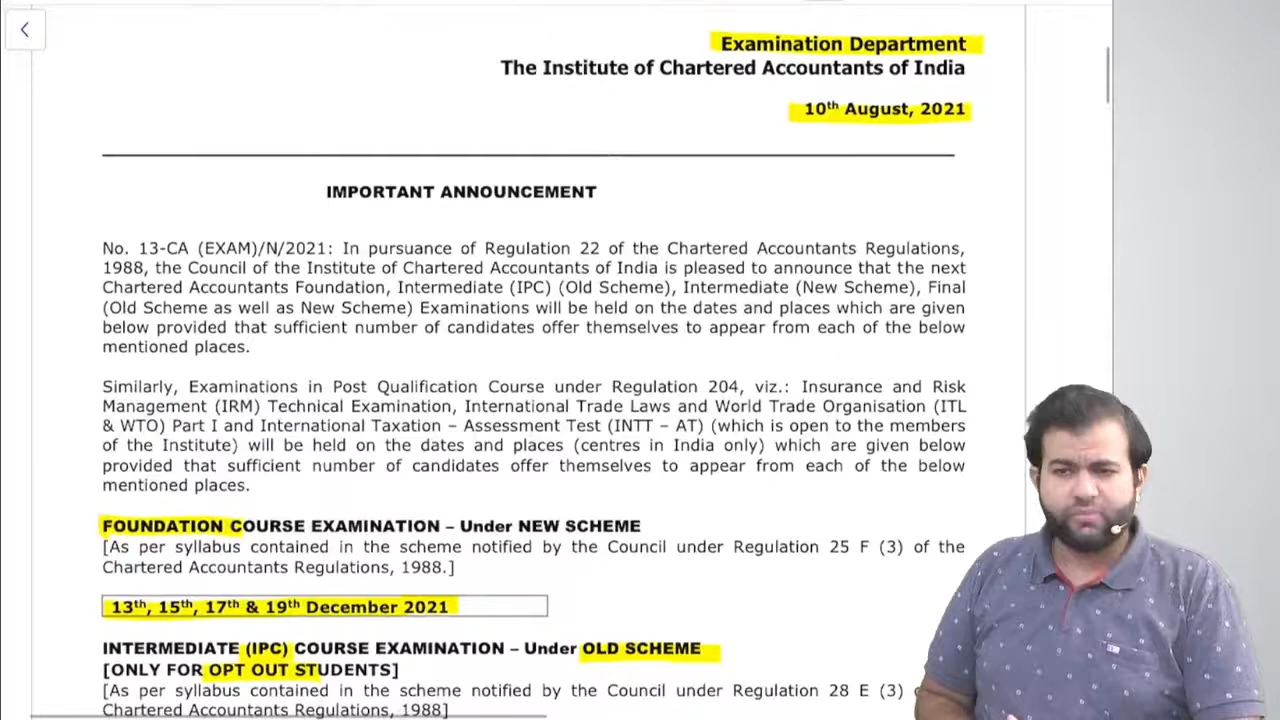 Examination Department
The Institute of Chartered Accountants of India
10th August, 2021
IMPORTANT ANNOUNCEMENT
No. 13-CA (EXAM)/N/2021: In pursuance of Regulation 22 of the Chartered Accountants Regulations,
1988, the Council of the Institute of Chartered Accountants of India is pleased to announce that the next
Chartered Accountants Foundation, Intermediate (IPC) (Old Scheme), Intermediate (New Scheme), Final
(Old Scheme as well as New Scheme) Examinations will be held on the dates and places which are given
below provided that sufficient number of candidates offer themselves to appear from each of the below
mentioned places.
Similarly, Examinations in Post Qualification Course under Regulation 204, viz.: Insurance and Risk
Management (IRM) Technical Examination, International Trade Laws and World Trade Organisation (ITL
& WTO) Part I and International Taxation – Assessment Test (INTT – AT) (which is open to the members
of the Institute) will be held on the dates and places (centres in India only) which are given below
provided that sufficient number of candidates offer themselves to appear from each of the below
mentioned places.
FOUNDATION COURSE EXAMINATION – Under NEW SCHEME
[As per syllabus contained in the scheme notified by the Council under Regulation 25 F (3) of the
Chartered Accountants Regulations, 1988.]
13th, 15th, 17th & 19th December 2021
INTERMEDIATE (IPC) COURSE EXAMINATION – Under OLD SCHEME
[ONLY FOR OPT OUT STUDENTS]
[As per syllabus contained in the scheme notified by the Council under Regulation 28 E (3)
Chartered Accountants Regulations, 1988]